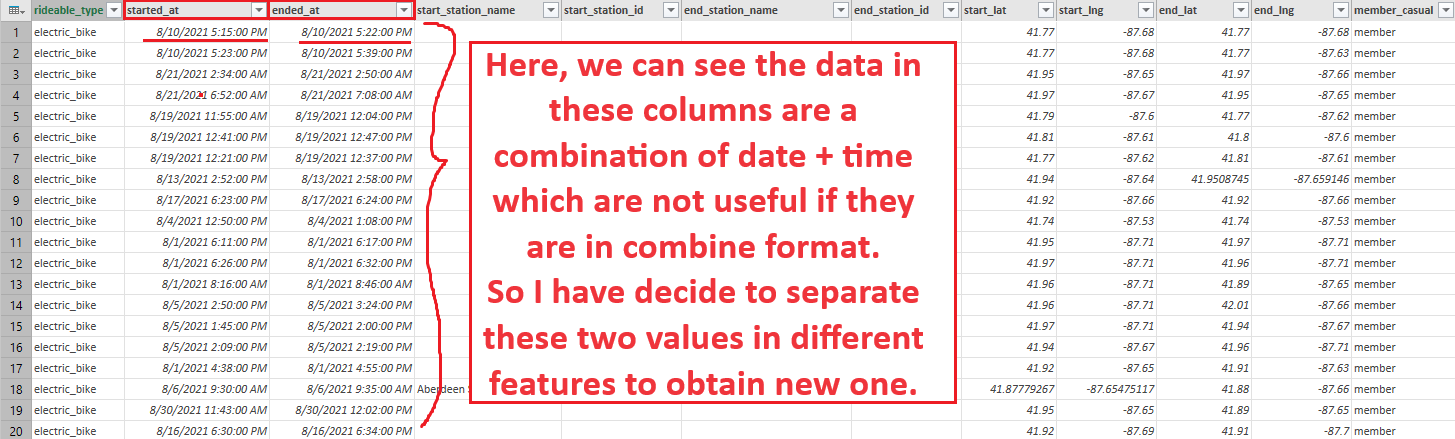 rideable_type started_at ended_at start_station_name start_station_id end_station_name end_station_id start_lat start_lng end_lat end_lng member_casual
1 electric_bike 8/10/2021 5:15:00 PM 8/10/2021 5:22:00 PM 41.77 -87.68 41.77 -87.68 member
2 electric_bike 8/10/2021 5:23:00 PM 8/10/2021 5:39:00 PM 41.77 -87.68 41.77 -87.63 member
3 electric_bike 8/21/2021 2:34:00 AM 8/21/2021 2:50:00 AM 41.95 -87.65 41.97 -87.66 member
4 electric_bike 8/21/2021 6:52:00 AM 8/21/2021 7:08:00 AM 41.97 -87.67 41.95 -87.65 member
5 electric_bike 8/19/2021 11:55:00 AM 8/19/2021 12:04:00 PM 41.79 -87.6 41.77 -87.62 member
6 electric_bike 8/19/2021 12:41:00 PM 8/19/2021 12:47:00 PM 41.81 -87.61 41.8 -87.6 member
7 electric_bike 8/19/2021 12:21:00 PM 8/19/2021 12:37:00 PM 41.77 -87.62 41.81 -87.61 member
8 electric_bike 8/13/2021 2:52:00 PM 8/13/2021 2:58:00 PM 41.94 -87.64 41.9508745 -87.659146 member
9 electric_bike 8/17/2021 6:23:00 PM 8/17/2021 6:24:00 PM 41.92 -87.66 41.92 -87.66 member
10 electric_bike 8/4/2021 12:50:00 PM 8/4/2021 1:08:00 PM 41.74 -87.53 41.74 -87.53 member
11 electric_bike 8/1/2021 6:11:00 PM 8/1/2021 6:17:00 PM 41.95 -87.71 41.97 -87.71 member
12 electric_bike 8/1/2021 6:26:00 PM 8/1/2021 6:32:00 PM 41.97 -87.71 41.96 -87.71 member
13 electric_bike 8/1/2021 8:16:00 AM 8/1/2021 8:46:00 AM 41.96 -87.71 41.89 -87.65 member
14 electric_bike 8/5/2021 2:50:00 PM 8/5/2021 3:24:00 PM 41.96 -87.71 42.01 -87.66 member
15 electric_bike 8/5/2021 1:45:00 PM 8/5/2021 2:00:00 PM 41.97 -87.71 41.94 -87.67 member
16 electric_bike 8/5/2021 2:09:00 PM 8/5/2021 2:19:00 PM 41.94 -87.67 41.96 -87.71 member
17 electric_bike 8/1/2021 4:38:00 PM 8/1/2021 4:55:00 PM 41.92 -87.65 41.91 -87.63 member
18 electric_bike 8/6/2021 9:30:00 AM 8/6/2021 9:35:00 AM Aberdeen 41.87779267 -87.65475117 41.88 -87.66 member
19 electric_bike 8/30/2021 11:43:00 AM 8/30/2021 12:02:00 PM 41.95 -87.65 41.89 -87.65 member
20 electric_bike 8/16/2021 6:30:00 PM 8/16/2021 6:34:00 PM 41.92 -87.69 41.91 -87.7 member
Here, we can see the data in
these columns are a
combination of date + time
which are not useful if they
are in combine format.
So I have decide to separate
these two values in different
features to obtain new one.